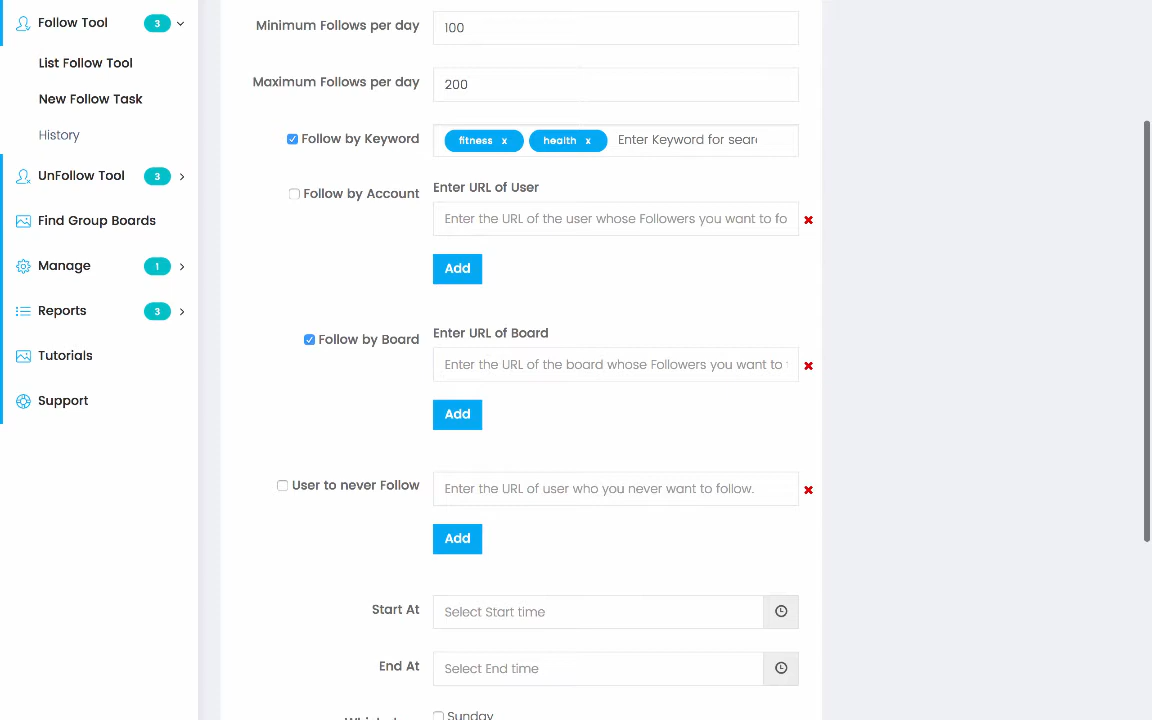 Follow Tool 3
List Follow Tool
New Follow Task
History
UnFollow Tool 3
Find Group Boards
Manage 1
Reports 3
Tutorials
Support
Minimum Follows per day 100
Maximum Follows per day 200
Follow by Keyword fitness x health x Enter Keyword for sear
Follow by Account Enter URL of User
Enter the URL of the user whose Followers you want to fo
Add
Follow by Board Enter URL of Board
Enter the URL of the board whose Followers you want to
Add
User to never Follow Enter the URL of user who you never want to follow.
Add
Start At Select Start time
End At Select End time
Sunday